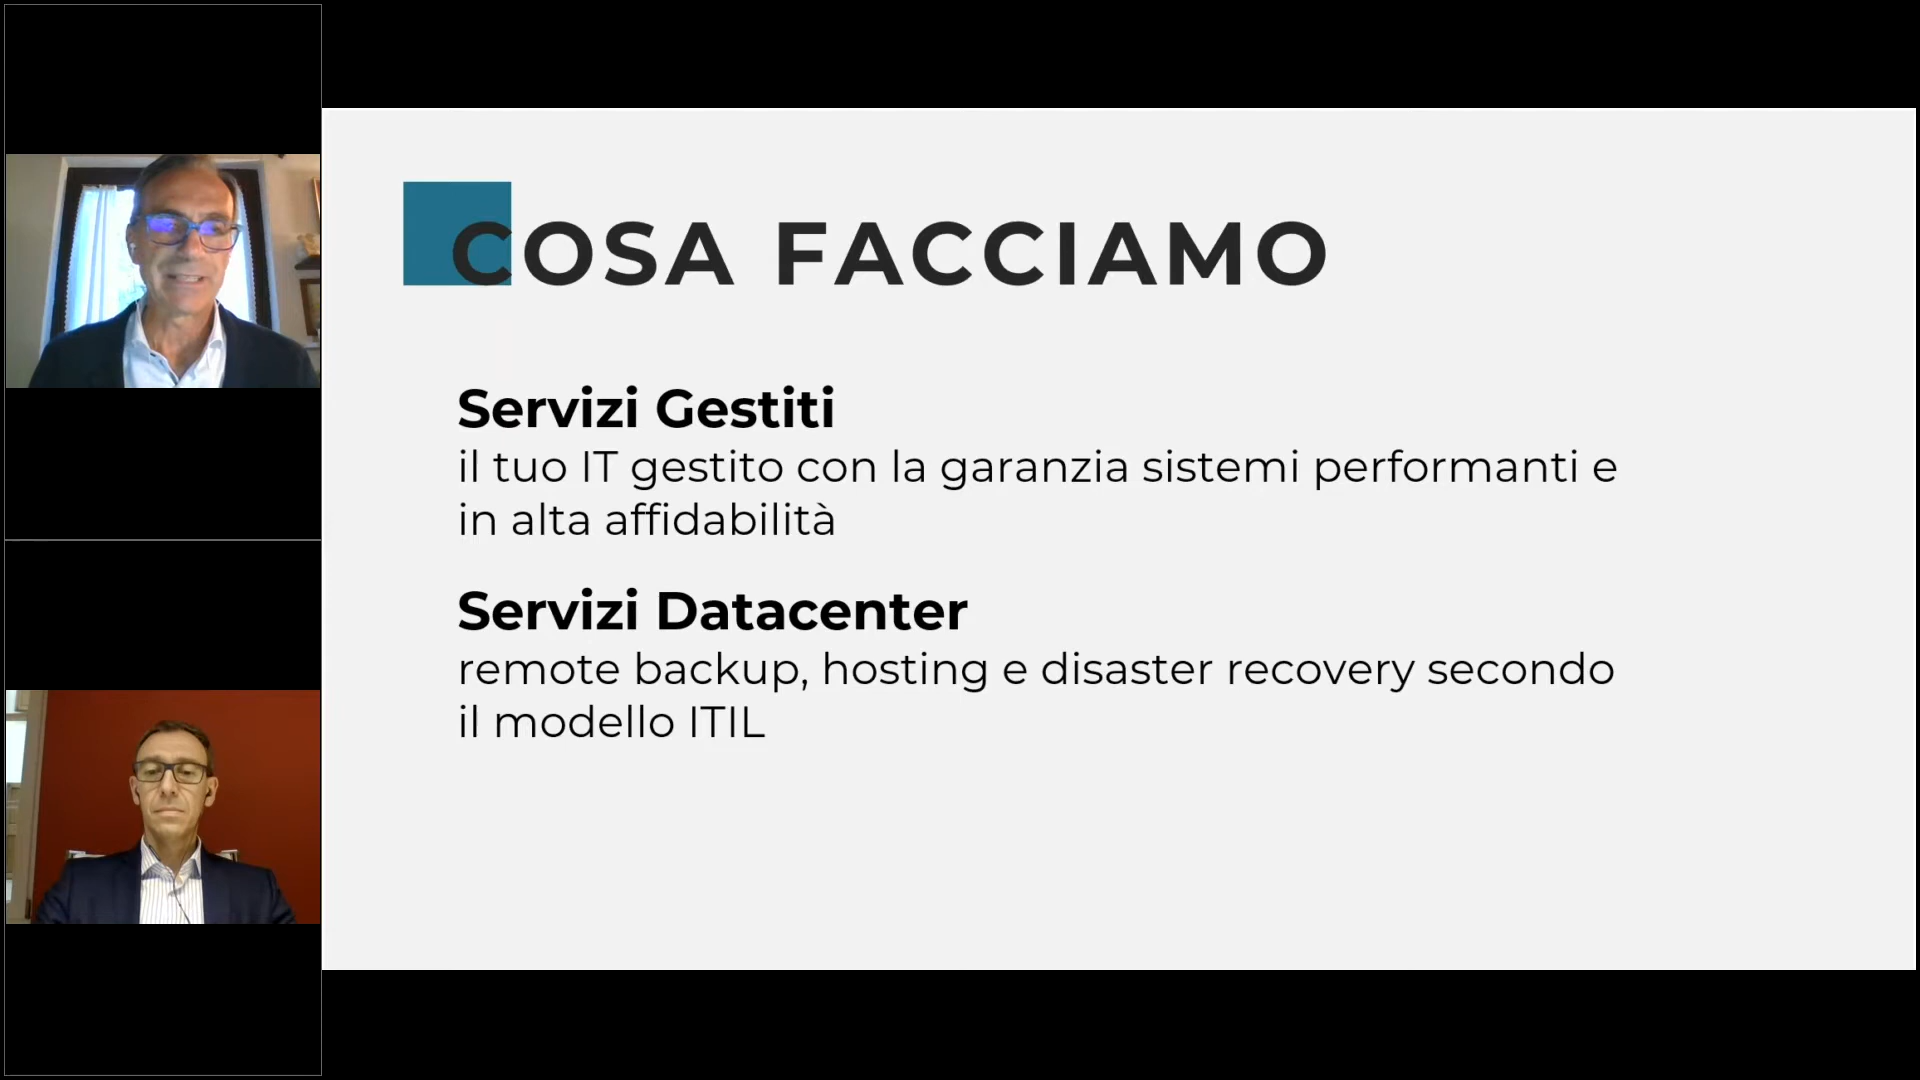 COSA FACCIAMO
Servizi Gestiti
il tuo IT gestito con la garanzia sistemi performanti e
in alta affidabilità
Servizi Datacenter
remote backup, hosting e disaster recovery secondo
il modello ITIL